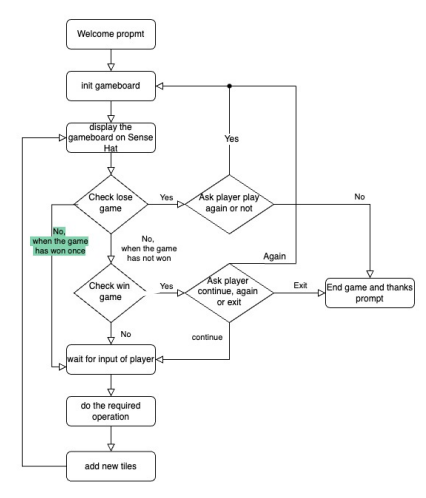 Welcome propmt
init gameboard
display the
gameboard on Sense
Hat
Yes
Check lose
game
Yes
Ask player play
again or not
No
No,
when the game
has won once
No,
when the game
has not won
Again
Check win
game
Yes
Ask player
continue, again
or exit
Exit
End game and thanks
prompt
No
continue
wait for input of player
do the required
operation
add new tiles